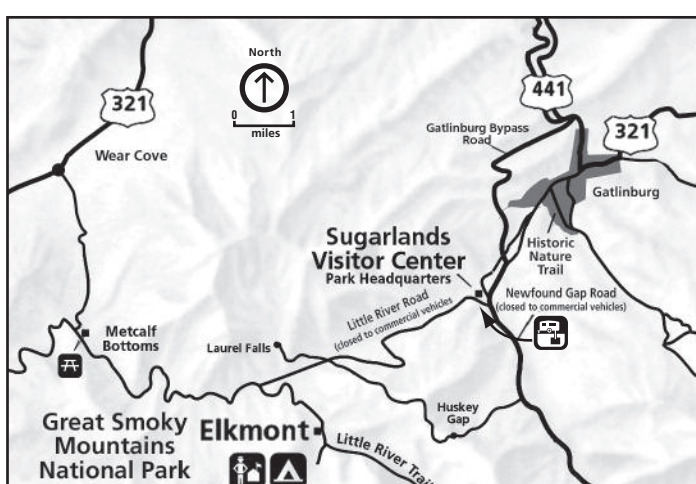 North
0 1
miles
321
441
321
Wear Cove
Gatlinburg Bypass
Road
Gatlinburg
Sugarlands
Visitor Center
Park Headquarters
Historic
Nature
Trail
Newfound Gap Road
(closed to commercial vehicles)
Little River Road
(closed to commercial vehicles
Metcalf
Bottoms
Laurel Falls
Huskey
Gap
Great Smoky
Mountains
National Park
Elkmont
Little River Trail